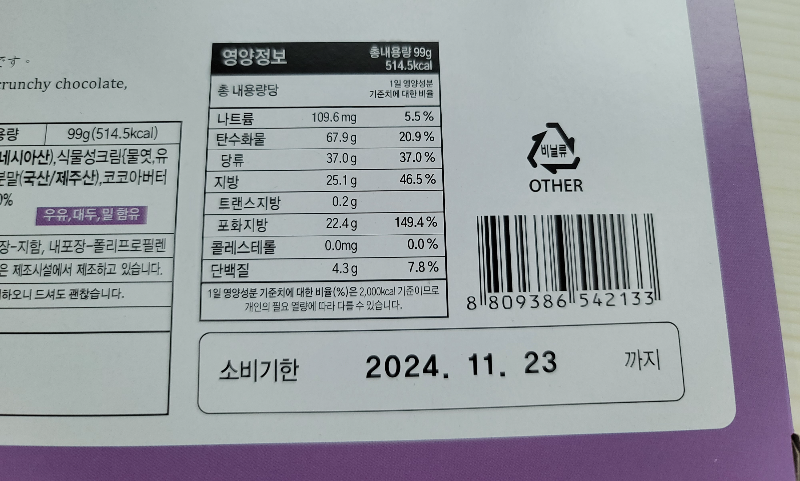 です。
crunchy chocolate,
용량 99g(514.5kcal)
네시아산),식물성크림{물엿,유
분말(국산/제주산),코코아버터
0%
우유,대두,밀 함유
장-지함, 내포장-폴리프로필렌
은 제조시설에서 제조하고 있습니다.
하오니 드셔도 괜찮습니다.
영양정보 총 내용량 99g
514.5kcal
총 내용량당 1일 영양성분
기준치에 대한 비율
나트륨 109.6 mg 5.5 %
탄수화물 67.9 g 20.9 %
당류 37.0 g 37.0 %
지방 25.1 g 46.5 %
트랜스지방 0.2 g
포화지방 22.4 g 149.4 %
콜레스테롤 0.0mg 0.0 %
단백질 4.3 g 7.8 %
1일 영양성분 기준치에 대한 비율(%)은 2,000kcal 기준이므로
개인의 필요 열량에 따라 다를 수 있습니다.
비닐류
OTHER
8 809386 542133
소비기한 2024. 11. 23 까지